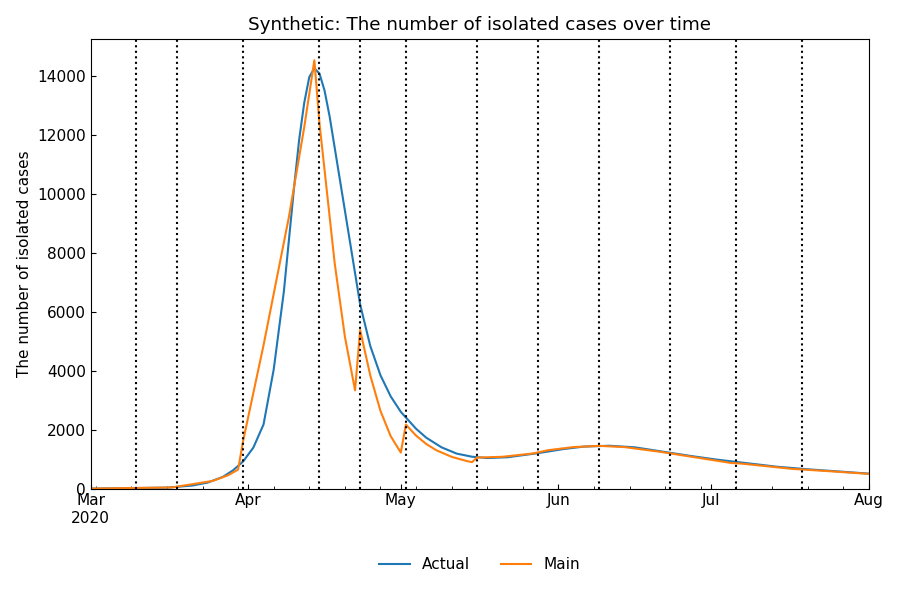 Synthetic: The number of isolated cases over time
The number of isolated cases
14000
12000
10000
8000
6000
4000
2000
0
Mar Apr May Jun Jul Aug
2020
Actual Main